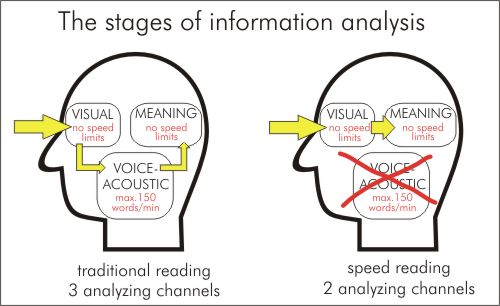 The stages of information analysis
VISUAL
no speed
limits
MEANING
no speed
limits
VOICE-
ACOUSTIC
max.150
words/min
traditional reading
3 analyzing channels
VISUAL
no speed
limits
MEANING
no speed
limits
VOICE-
ACOUSTIC
max.150
words/min
speed reading
2 analyzing channels